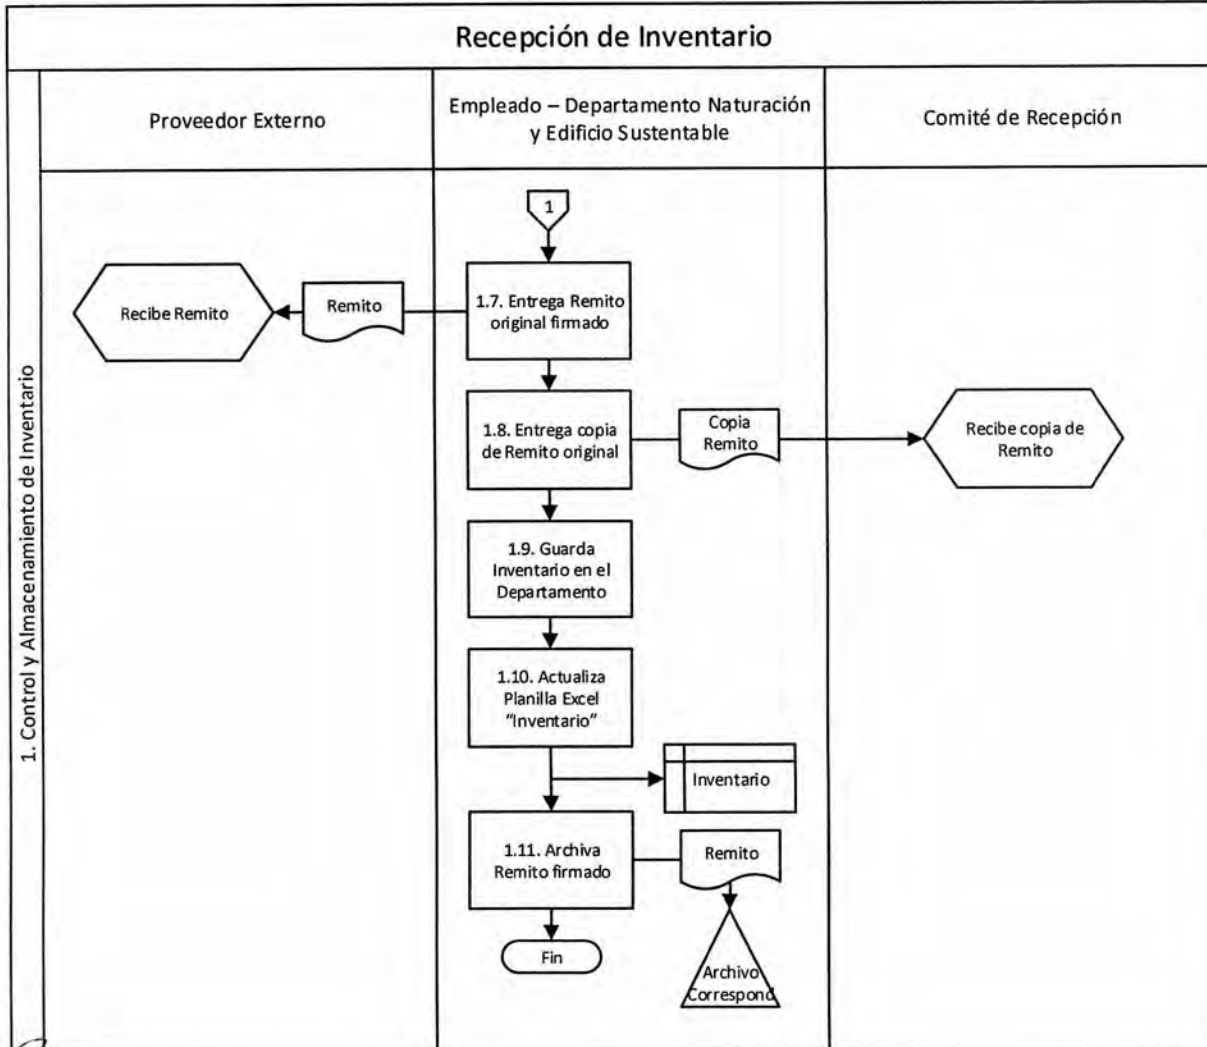 Recepción de Inventario
Proveedor Externo
Empleado – Departamento Naturación
y Edificio Sustentable
Comité de Recepción
1. Control y Almacenamiento de Inventario
1
1.7. Entrega Remito
original firmado
Remito
Recibe Remito
1.8. Entrega copia
de Remito original
Copia
Remito
Recibe copia de
Remito
1.9. Guarda
Inventario en el
Departamento
1.10. Actualiza
Planilla Excel
“Inventario”
Inventario
1.11. Archiva
Remito firmado
Remito
Fin
Archivo
Correspond